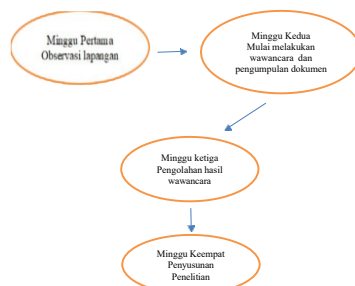 Minggu Pertama
Observasi lapangan
Minggu Kedua
Mulai melakukan
wawancara dan
pengumpulan dokumen
Minggu ketiga
Pengolahan hasil
wawancara
Minggu Keempat
Penyusunan
Penelitian